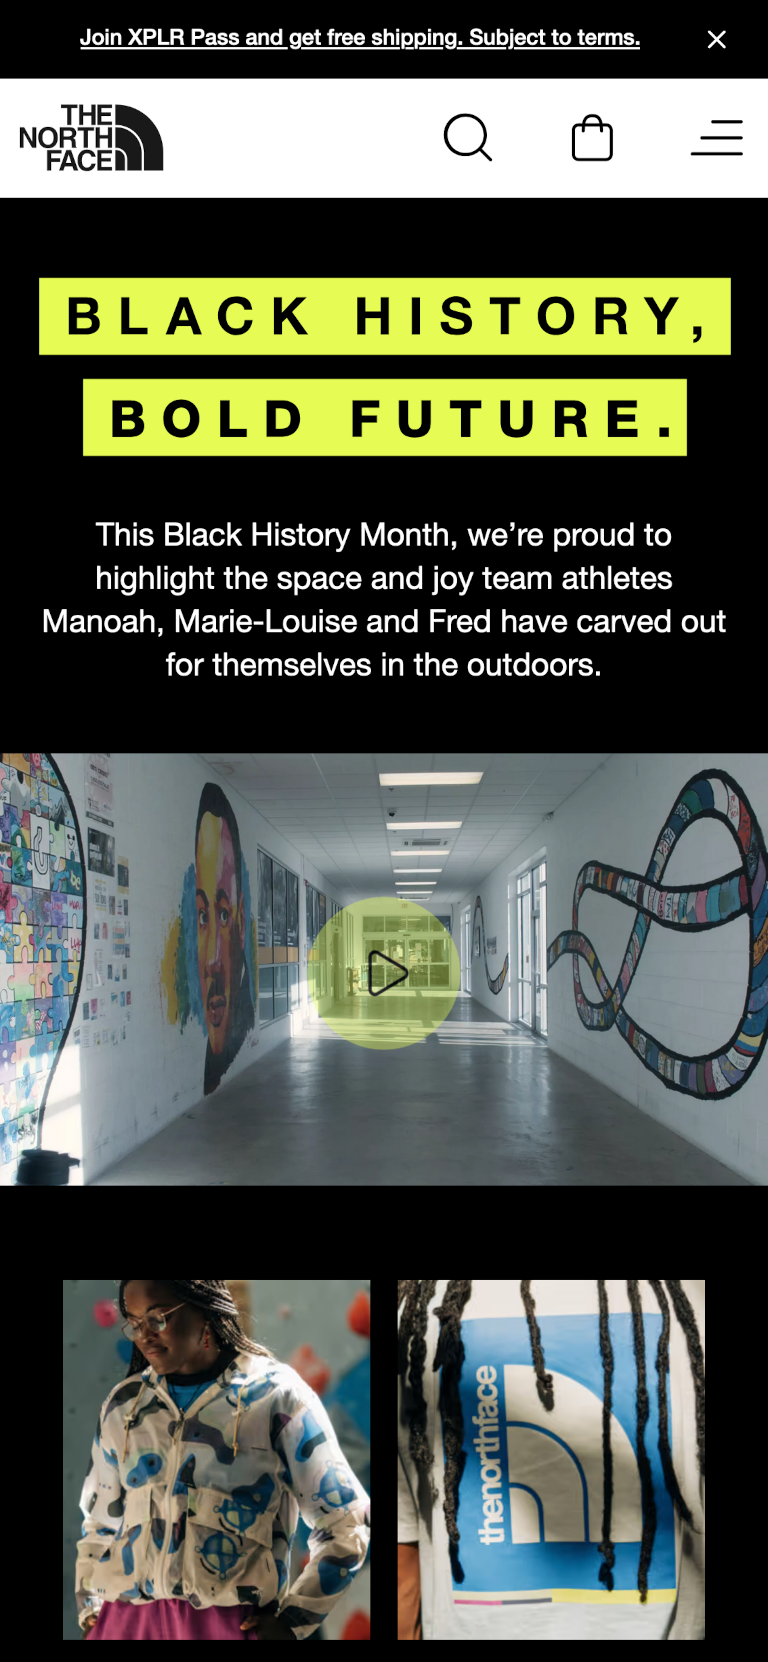 Join XPLR Pass and get free shipping. Subject to terms.
THE
NORTH
FACE
BLACK HISTORY,
BOLD FUTURE.
This Black History Month, we’re proud to
highlight the space and joy team athletes
Manoah, Marie-Louise and Fred have carved out
for themselves in the outdoors.
thenorthface